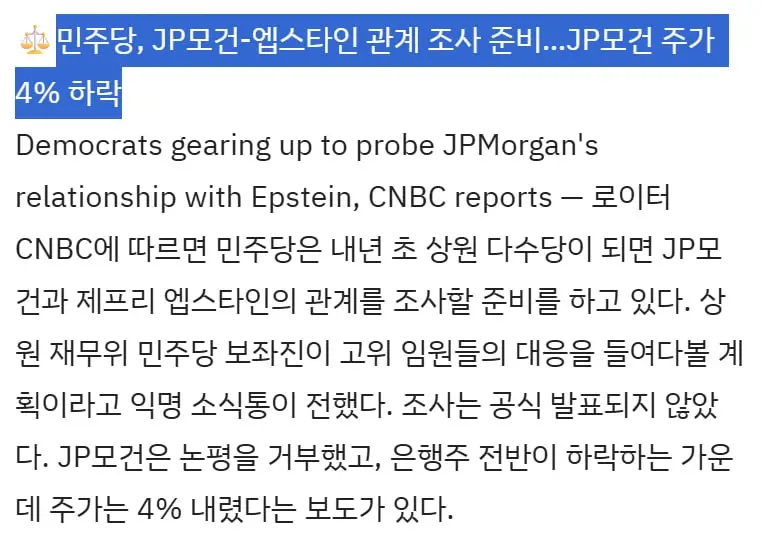 ⚖️민주당, JP모건-엡스타인 관계 조사 준비...JP모건 주가
4% 하락
Democrats gearing up to probe JPMorgan's
relationship with Epstein, CNBC reports — 로이터
CNBC에 따르면 민주당은 내년 초 상원 다수당이 되면 JP모
건과 제프리 엡스타인의 관계를 조사할 준비를 하고 있다. 상
원 재무위 민주당 보좌진이 고위 임원들의 대응을 들여다볼 계
획이라고 익명 소식통이 전했다. 조사는 공식 발표되지 않았
다. JP모건은 논평을 거부했고, 은행주 전반이 하락하는 가운
데 주가는 4% 내렸다는 보도가 있다.